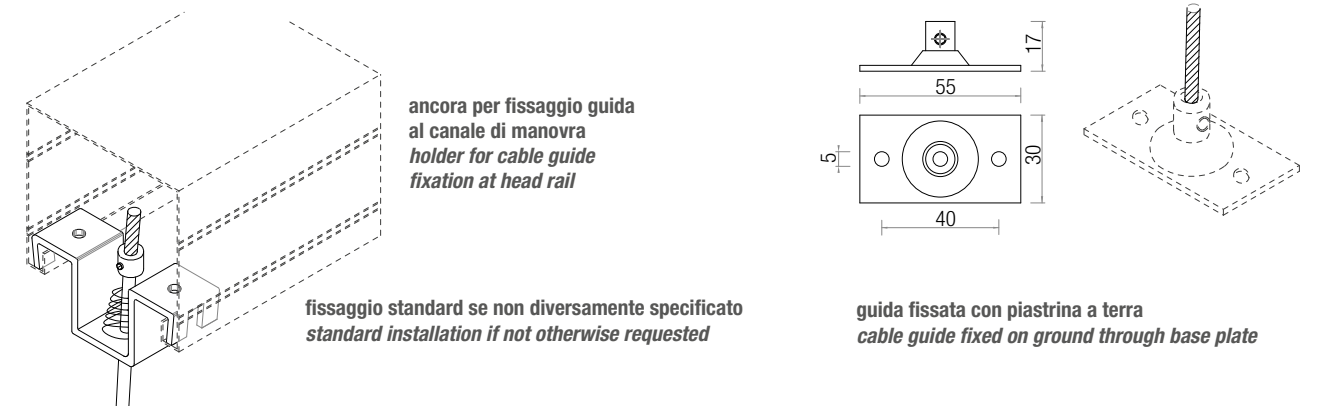 ancora per fissaggio guida
al canale di manovra
holder for cable guide
fixation at head rail
fissaggio standard se non diversamente specificato
standard installation if not otherwise requested
17
55
5
30
40
guida fissata con piastrina a terra
cable guide fixed on ground through base plate